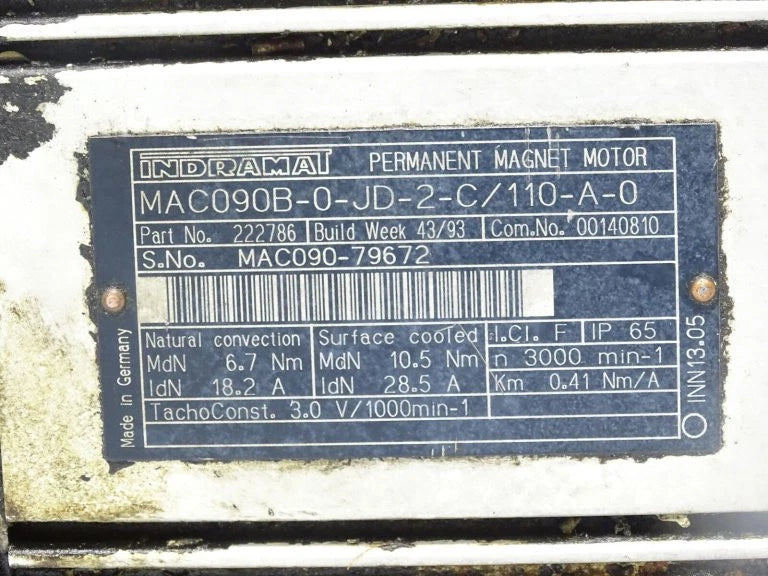 INDRAMAT PERMANENT MAGNET MOTOR
MAC090B-0-JD-2-C/110-A-0
Part No. 222786 Build Week 43/93 Com.No. 00140810
S.No. MAC090-79672
Natural convection Surface cooled I.Cl. F IP 65
MdN 6.7 Nm MdN 10.5 Nm n 3000 min-1
IdN 18.2 A IdN 28.5 A Km 0.41 Nm/A
TachoConst. 3.0 V/1000min-1
Made in Germany
INN13.05